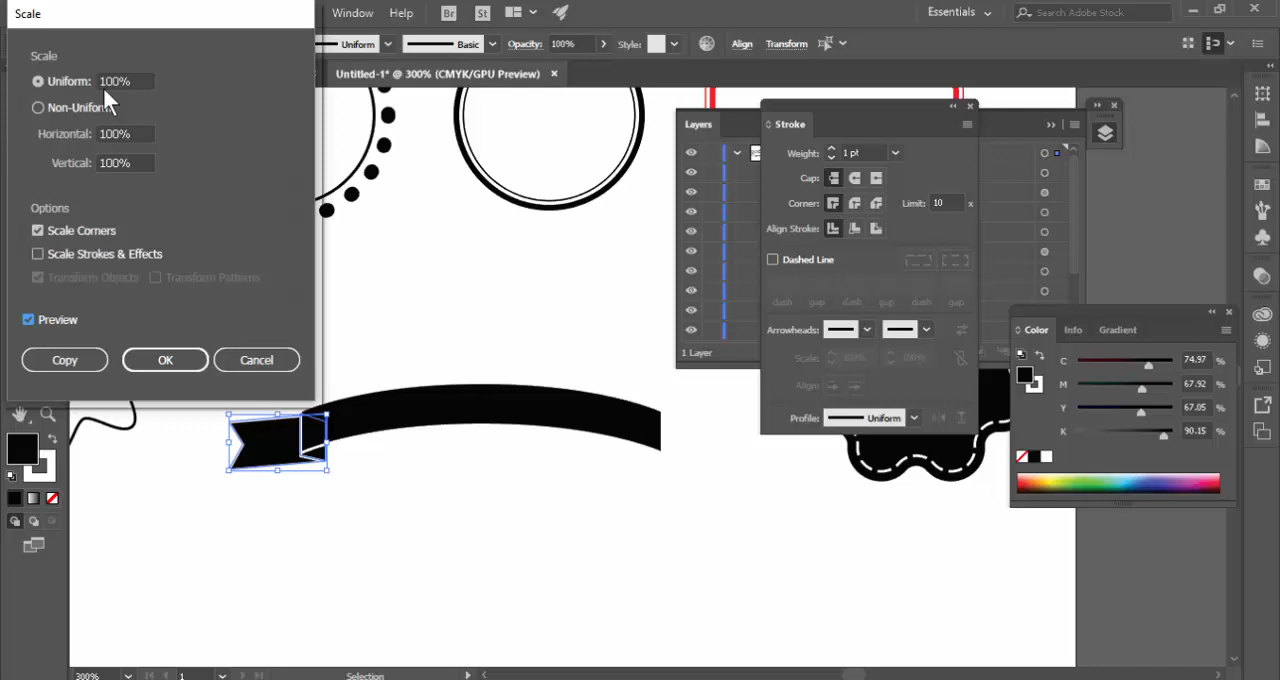 Scale
Window Help Br St Essentials Search Adobe Stock
Scale
Uniform: 100%
Non-Uniform
Horizontal: 100%
Vertical: 100%
Options
Scale Corners
Scale Strokes & Effects
Transform Objects Transform Patterns
Preview
Copy OK Cancel
Uniform Basic Opacity: 100% Style: Align Transform
Untitled-1* @ 300% (CMYK/GPU Preview)
Layers
1 Layer
Stroke
Weight: 1 pt
Cap:
Corner: Limit: 10 x
Align Stroke:
Dashed Line
dash gap dash gap dash gap
Arrowheads:
Scale: 100% 100%
Align:
Profile: Uniform
Color Info Gradient
C 74.97 %
M 67.92 %
Y 67.05 %
K 90.15 %
300% 1 Selection